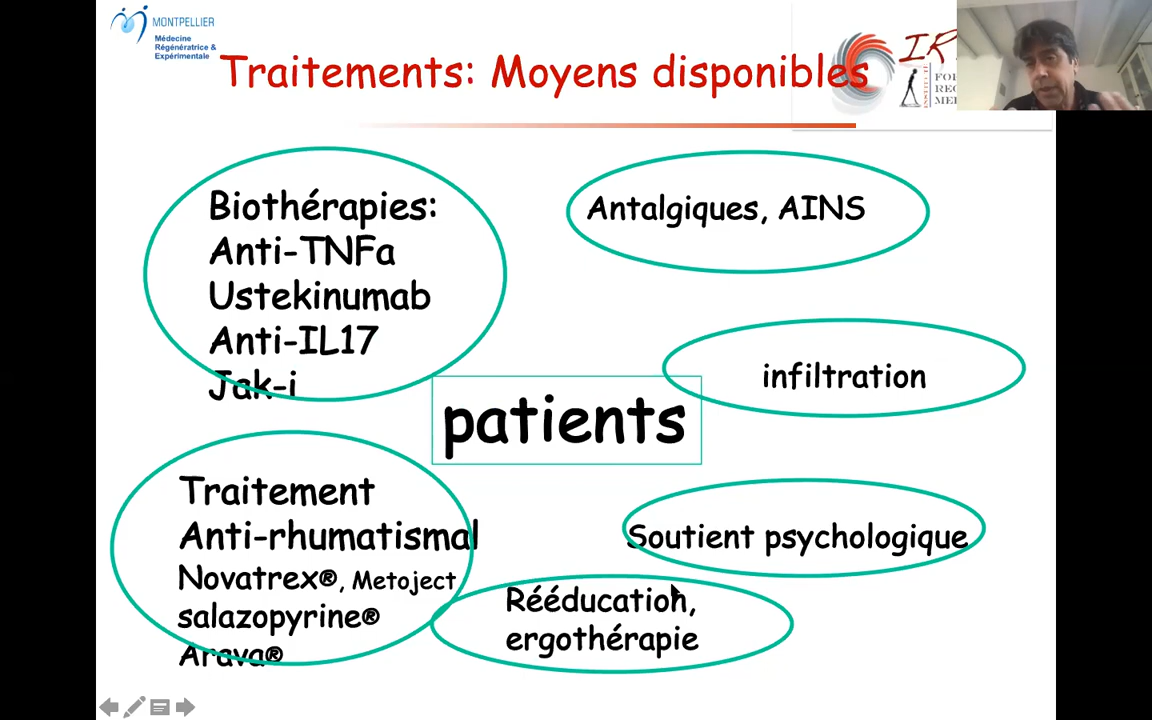 MONTPELLIER
Médecine
Régénératrice &
Expérimentale
Traitements: Moyens disponibles
Biothérapies:
Anti-TNFa
Ustekinumab
Anti-IL17
Jak-i
Antalgiques, AINS
infiltration
patients
Traitement
Anti-rhumatismal
Novatrex®, Metoject
salazopyrine®
Arava®
Soutient psychologique
Rééducation,
ergothérapie